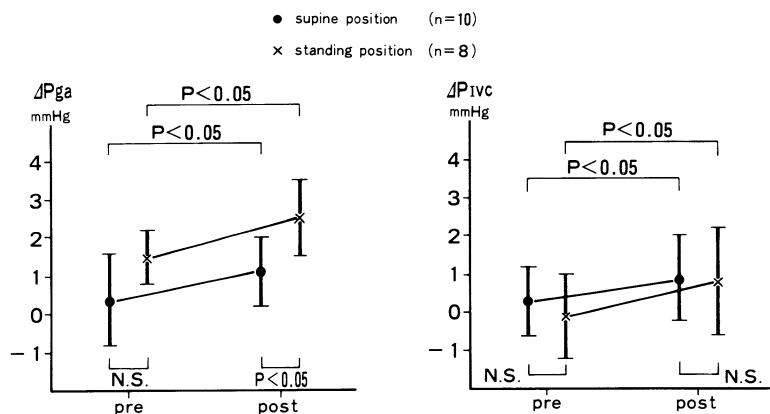 ● supine position (n=10)
× standing position (n=8)
ΔPga
mmHg
P<0.05
P<0.05
4
3
2
1
0
−1
N.S.
P<0.05
pre
post
ΔPIVC
mmHg
P<0.05
P<0.05
4
3
2
1
0
−1
N.S.
N.S.
pre
post